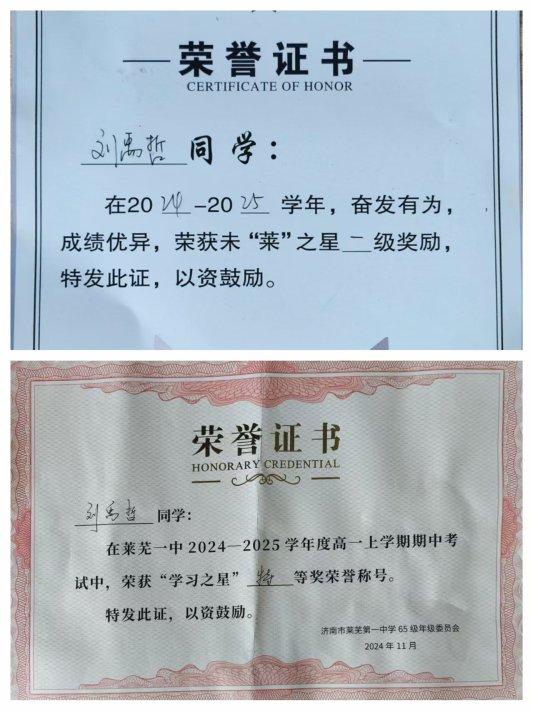 荣誉证书
CERTIFICATE OF HONOR
刘禹哲同学：
在2024-2025学年，奋发有为，
成绩优异，荣获未“莱”之星二级奖励，
特发此证，以资鼓励。
荣誉证书
HONORARY CREDENTIAL
刘禹哲同学：
在莱芜一中2024—2025学年度高一上学期期中考
试中，荣获“学习之星”特等奖荣誉称号。
特发此证，以资鼓励。
济南市莱芜第一中学65级年级委员会
2024年11月